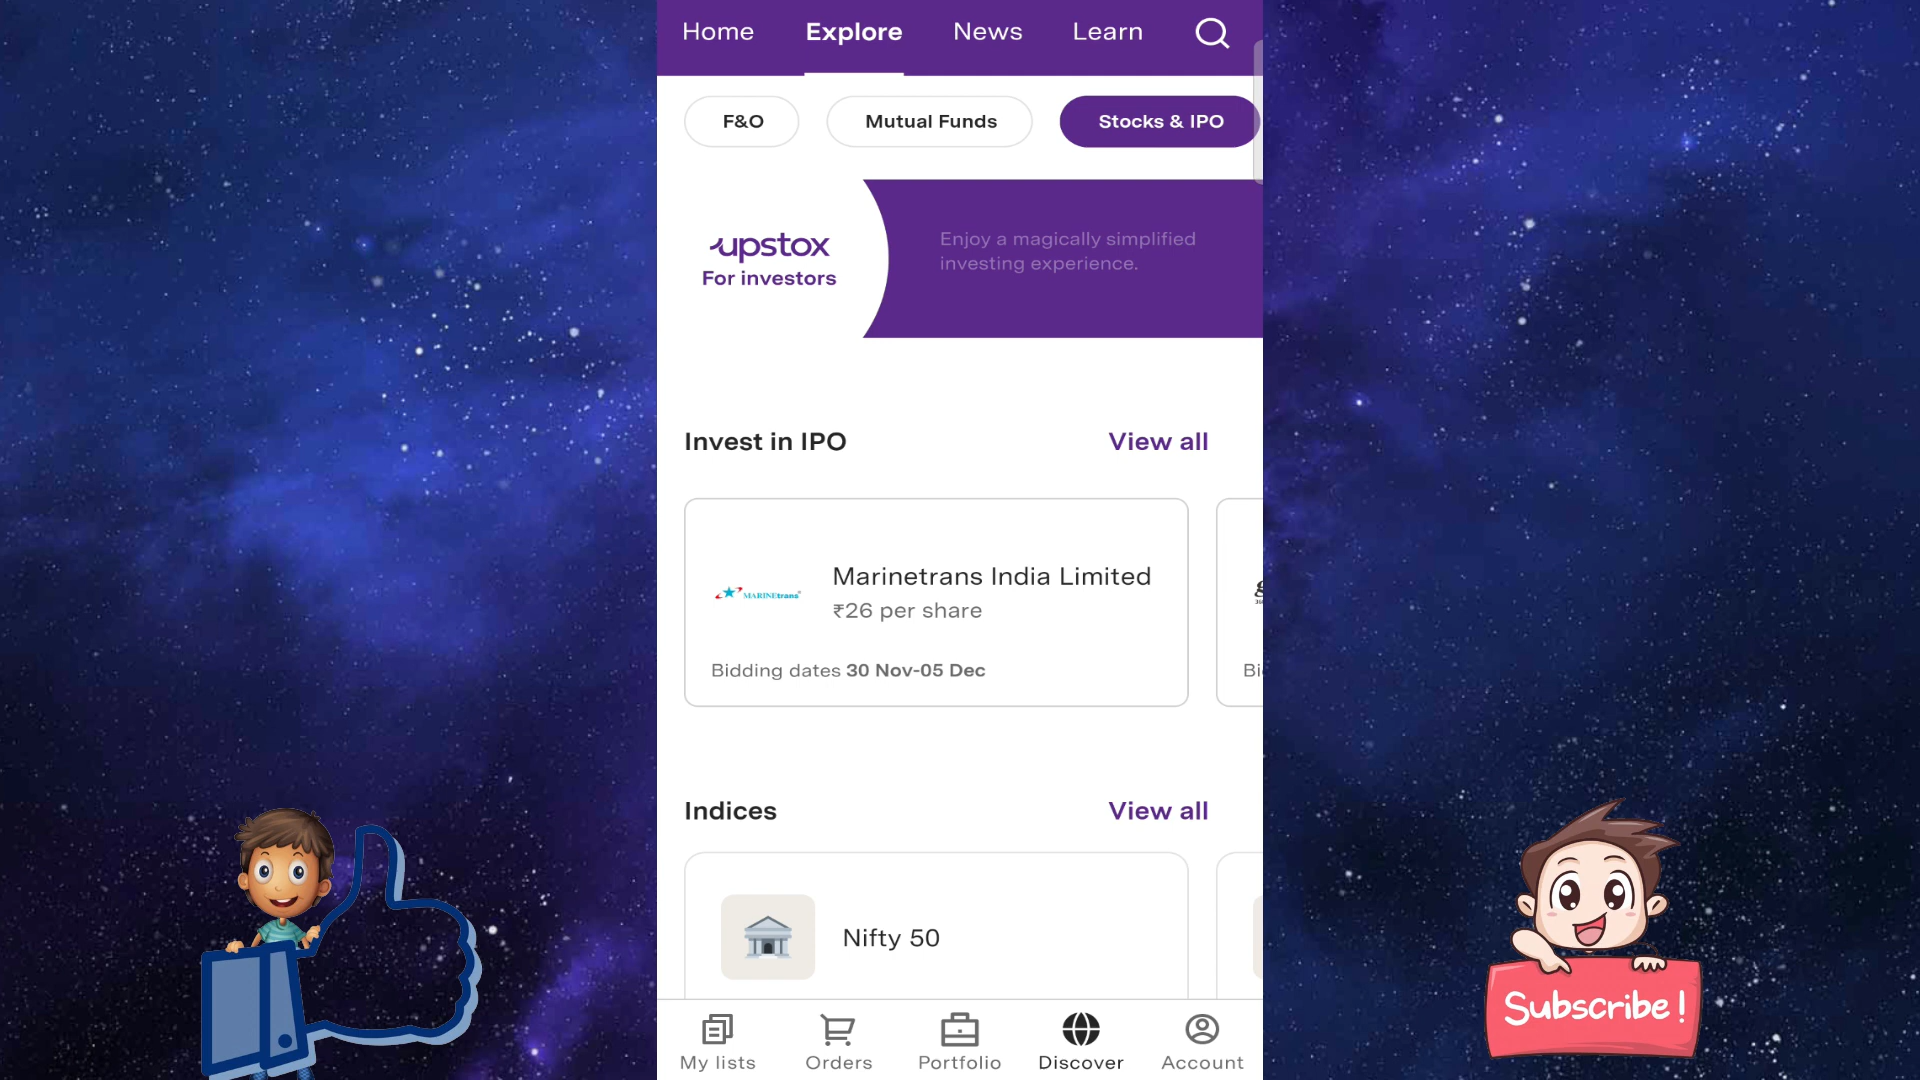 Home Explore News Learn
F&O Mutual Funds Stocks & IPO
upstox
For investors
Enjoy a magically simplified
investing experience.
Invest in IPO View all
Marinetrans India Limited
MARINEtrans
₹26 per share
Bidding dates 30 Nov-05 Dec
Indices View all
Nifty 50
My lists Orders Portfolio Discover Account
Subscribe!